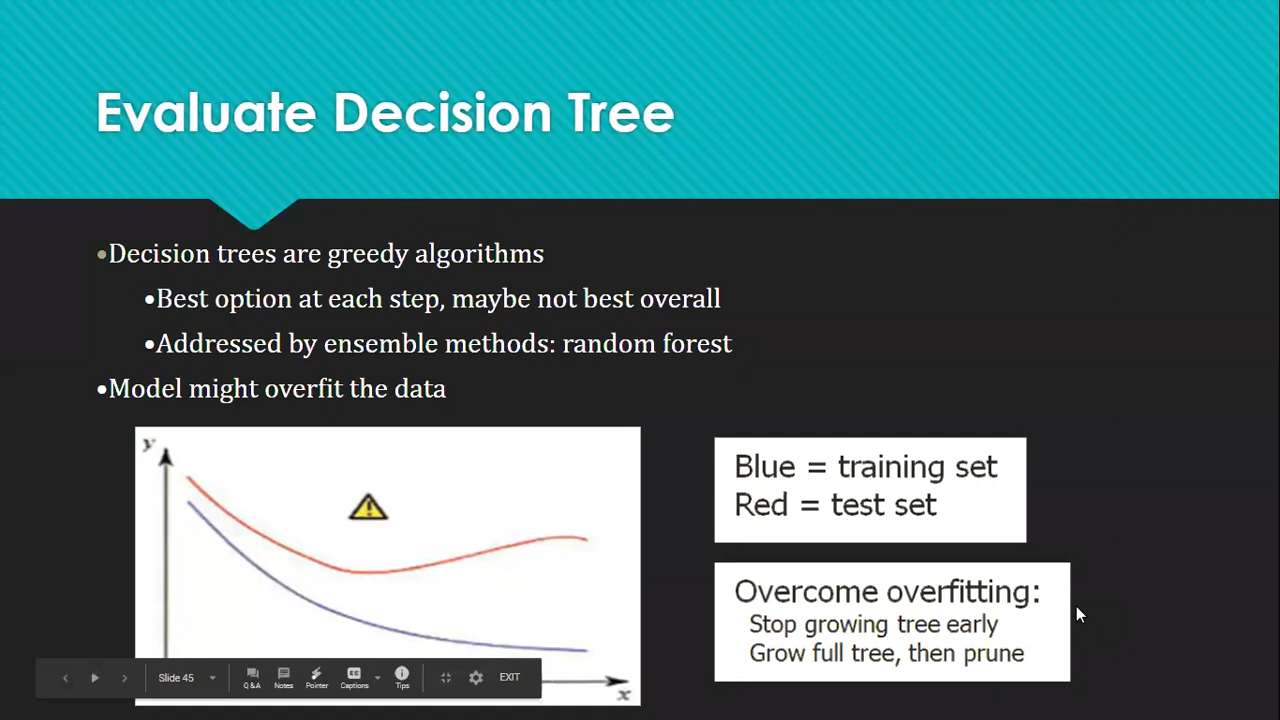 Evaluate Decision Tree
•Decision trees are greedy algorithms
•Best option at each step, maybe not best overall
•Addressed by ensemble methods: random forest
•Model might overfit the data
y
x
Blue = training set
Red = test set
Overcome overfitting:
Stop growing tree early
Grow full tree, then prune
Slide 45
Q&A
Notes
Pointer
CC
Captions
Tips
EXIT